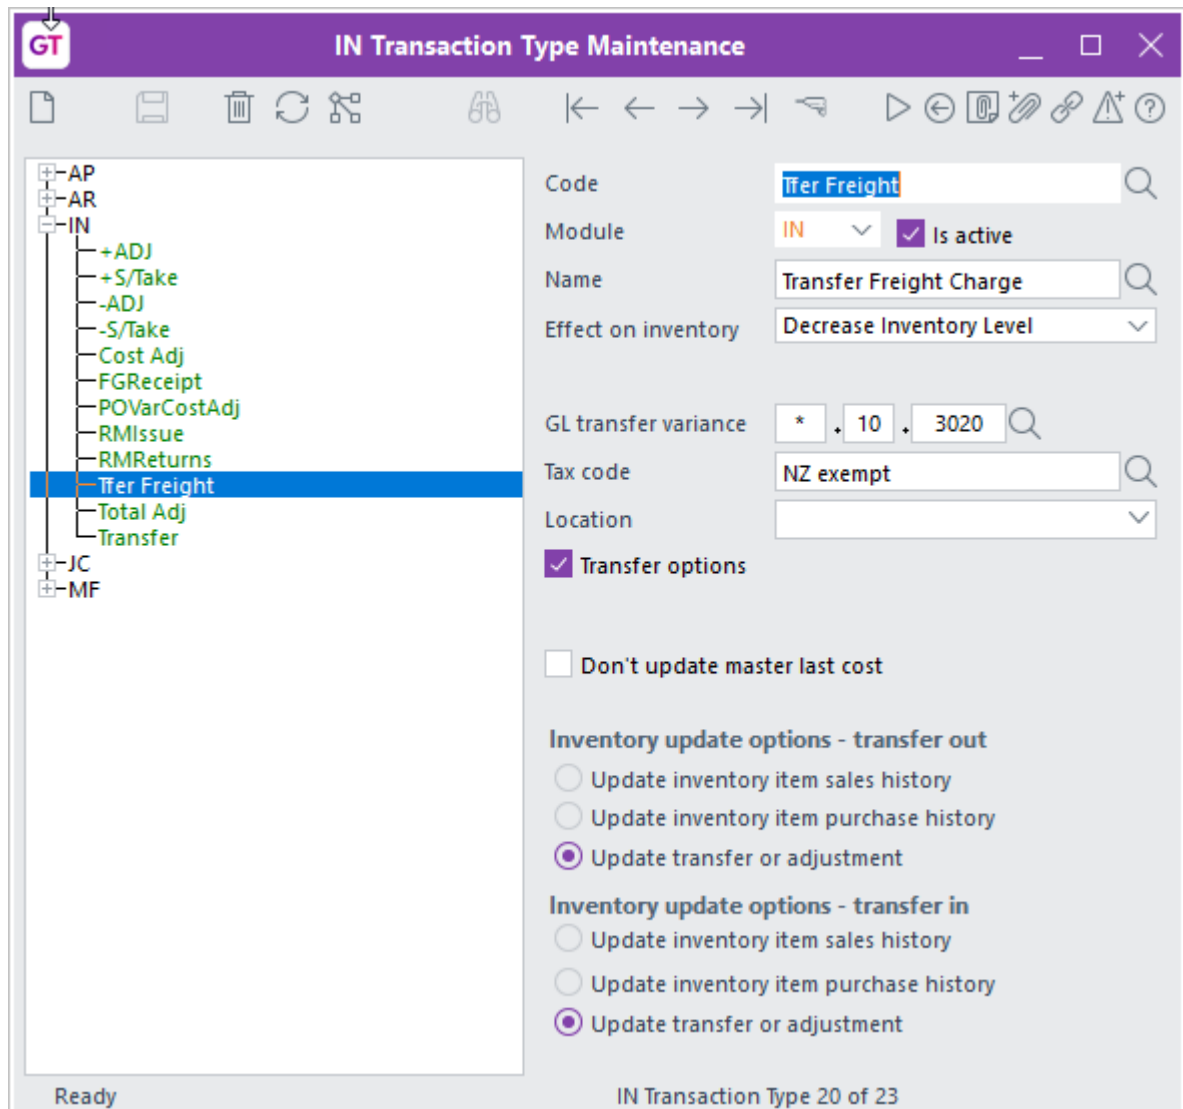 GT
IN Transaction Type Maintenance
AP
AR
IN
+ADJ
+S/Take
-ADJ
-S/Take
Cost Adj
FGReceipt
POVarCostAdj
RMIssue
RMReturns
Tfer Freight
Total Adj
Transfer
JC
MF
Code
Tfer Freight
Module
IN
Is active
Name
Transfer Freight Charge
Effect on inventory
Decrease Inventory Level
GL transfer variance
* . 10 . 3020
Tax code
NZ exempt
Location
Transfer options
Don't update master last cost
Inventory update options - transfer out
Update inventory item sales history
Update inventory item purchase history
Update transfer or adjustment
Inventory update options - transfer in
Update inventory item sales history
Update inventory item purchase history
Update transfer or adjustment
Ready
IN Transaction Type 20 of 23